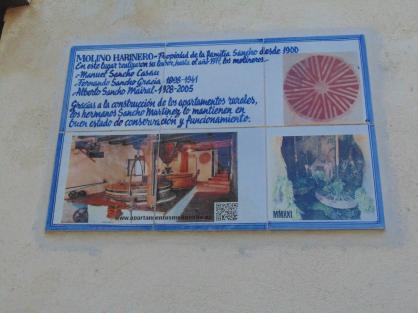 MOLINO HARINERO - Propiedad de la familia Sancho desde 1900
En este lugar realizaron su labor, hasta el año 1977, los molineros -
- Manuel Sancho Casau
- Fernando Sancho Gracia - 1898-1941
- Alberto Sancho Mairal - 1928-2005
Gracias a la construcción de los apartamentos rurales,
los hermanos Sancho Martínez lo mantienen en
buen estado de conservación y funcionamiento.
MMXXI